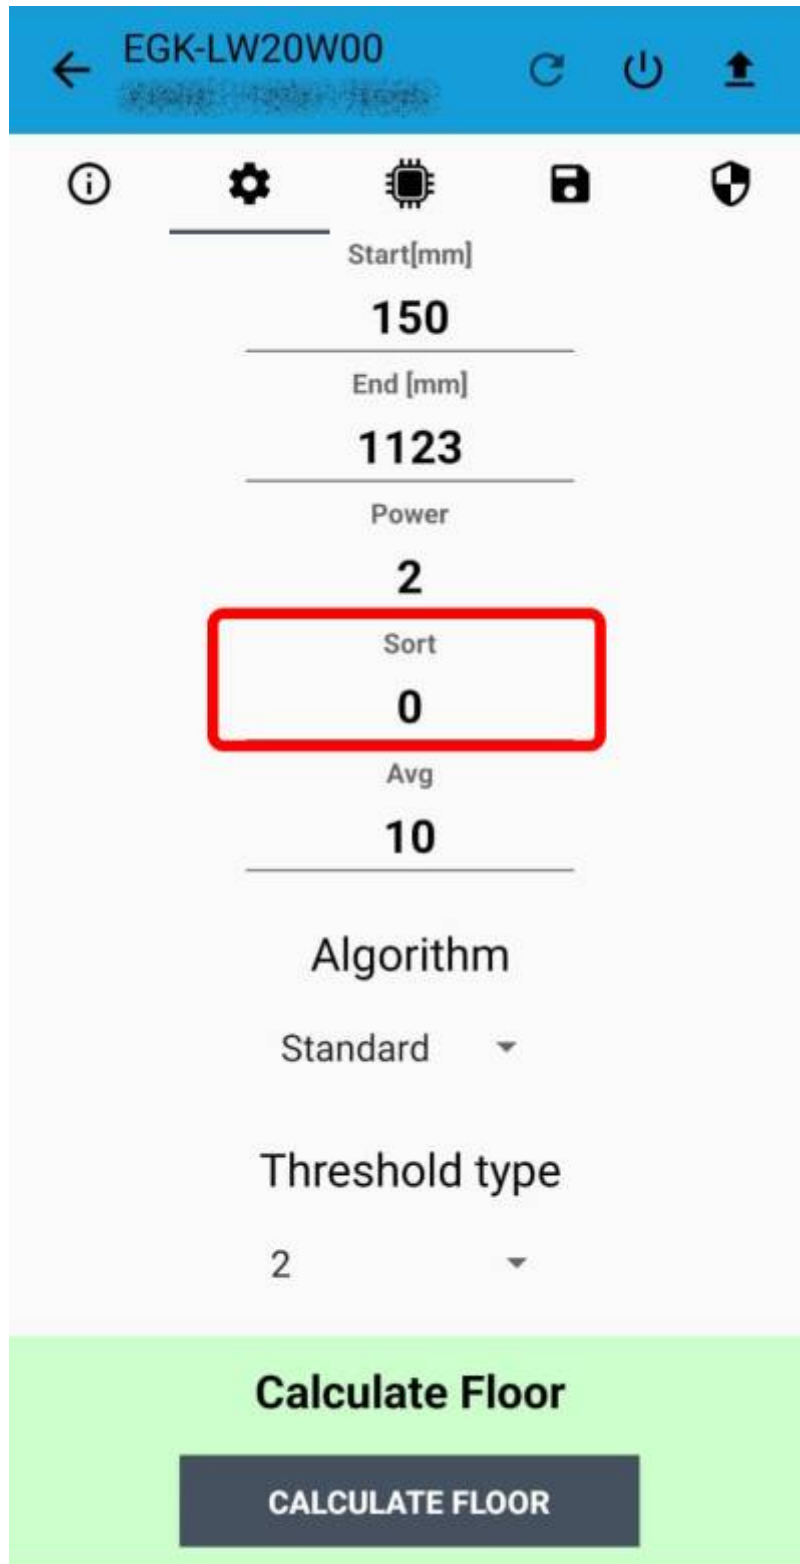 EGK-LW20W00
Start[mm]
150
End [mm]
1123
Power
2
Sort
0
Avg
10
Algorithm
Standard
Threshold type
2
Calculate Floor
CALCULATE FLOOR